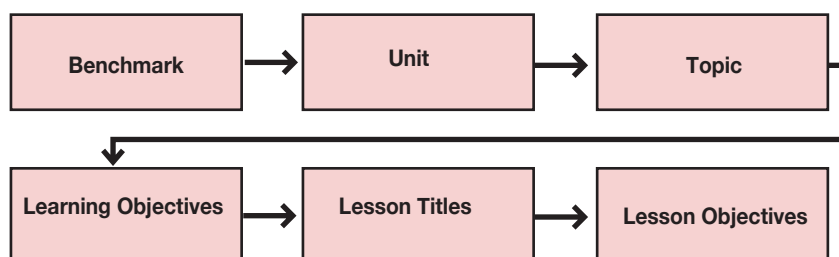 Benchmark
Unit
Topic
Learning Objectives
Lesson Titles
Lesson Objectives